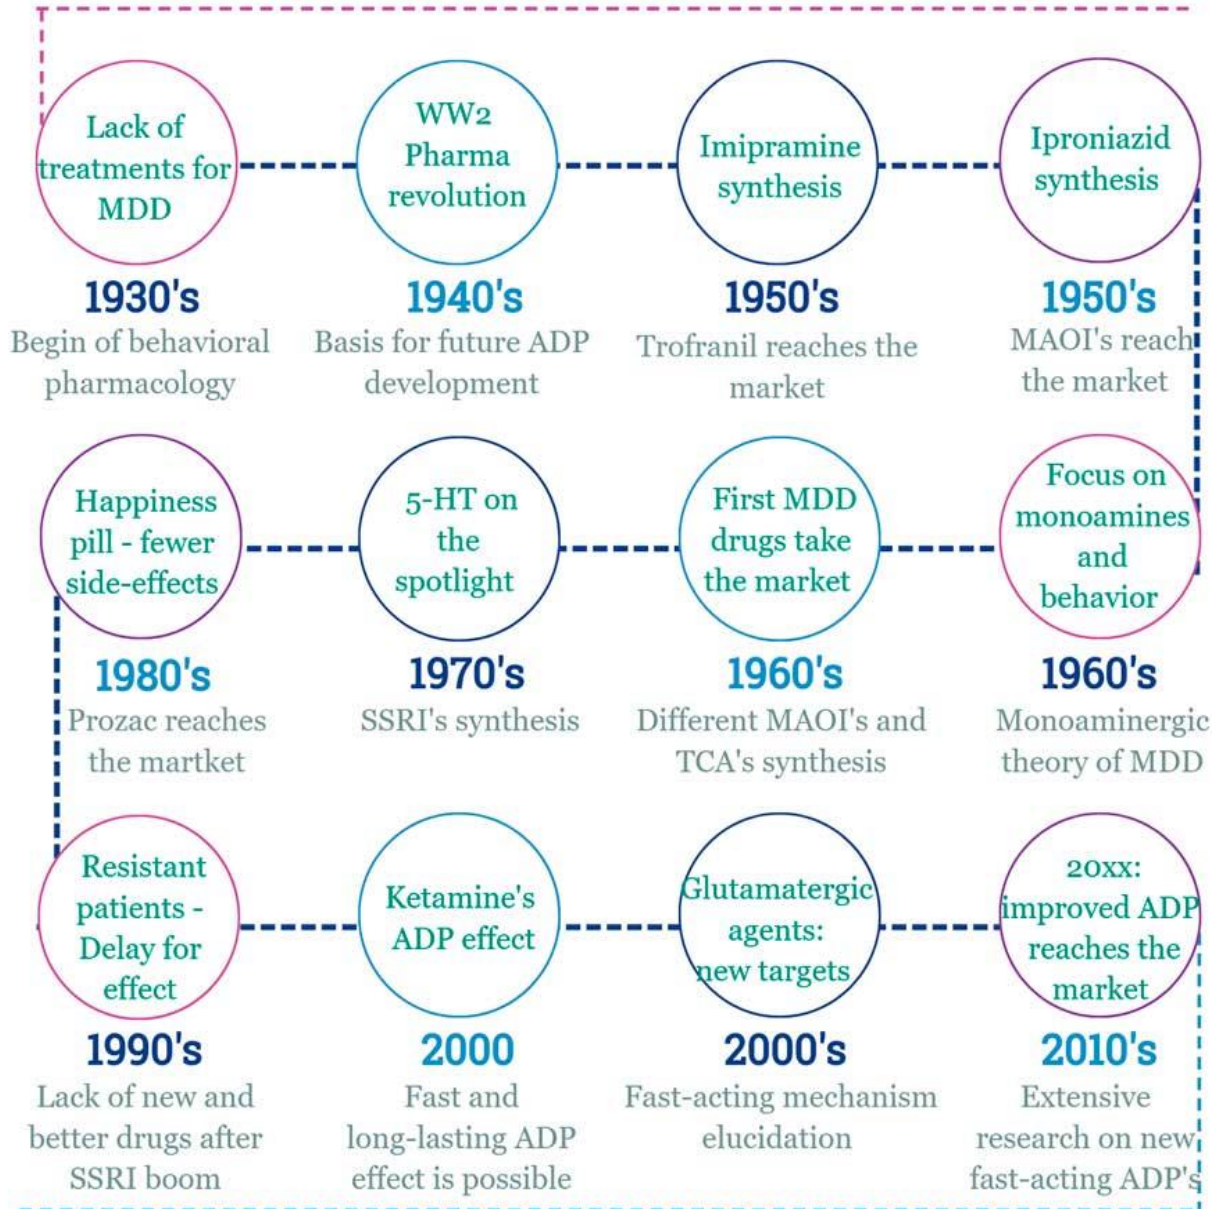 Lack of
treatments for
MDD
1930's
Begin of behavioral
pharmacology
WW2
Pharma
revolution
1940's
Basis for future ADP
development
Imipramine
synthesis
1950's
Trofranil reaches the
market
Iproniazid
synthesis
1950's
MAOI's reach
the market
Happiness
pill - fewer
side-effects
1980's
Prozac reaches
the martket
5-HT on
the
spotlight
1970's
SSRI's synthesis
First MDD
drugs take
the market
1960's
Different MAOI's and
TCA's synthesis
Focus on
monoamines
and
behavior
1960's
Monoaminergic
theory of MDD
Resistant
patients -
Delay for
effect
1990's
Lack of new and
better drugs after
SSRI boom
Ketamine's
ADP effect
2000
Fast and
long-lasting ADP
effect is possible
Glutamatergic
agents:
new targets
2000's
Fast-acting mechanism
elucidation
20xx:
improved ADP
reaches the
market
2010's
Extensive
research on new
fast-acting ADP's